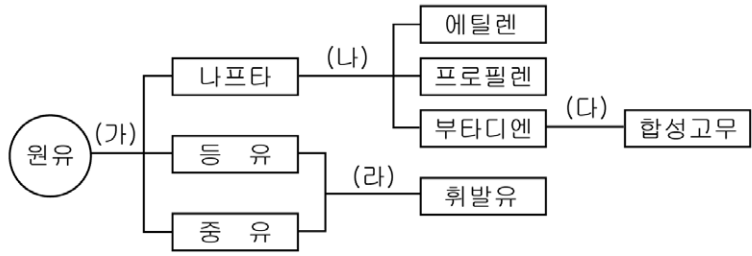 에틸렌
(나)
나프타
프로필렌
(다)
(가)
부타디엔
합성고무
원유
등 유
(라)
휘발유
중 유